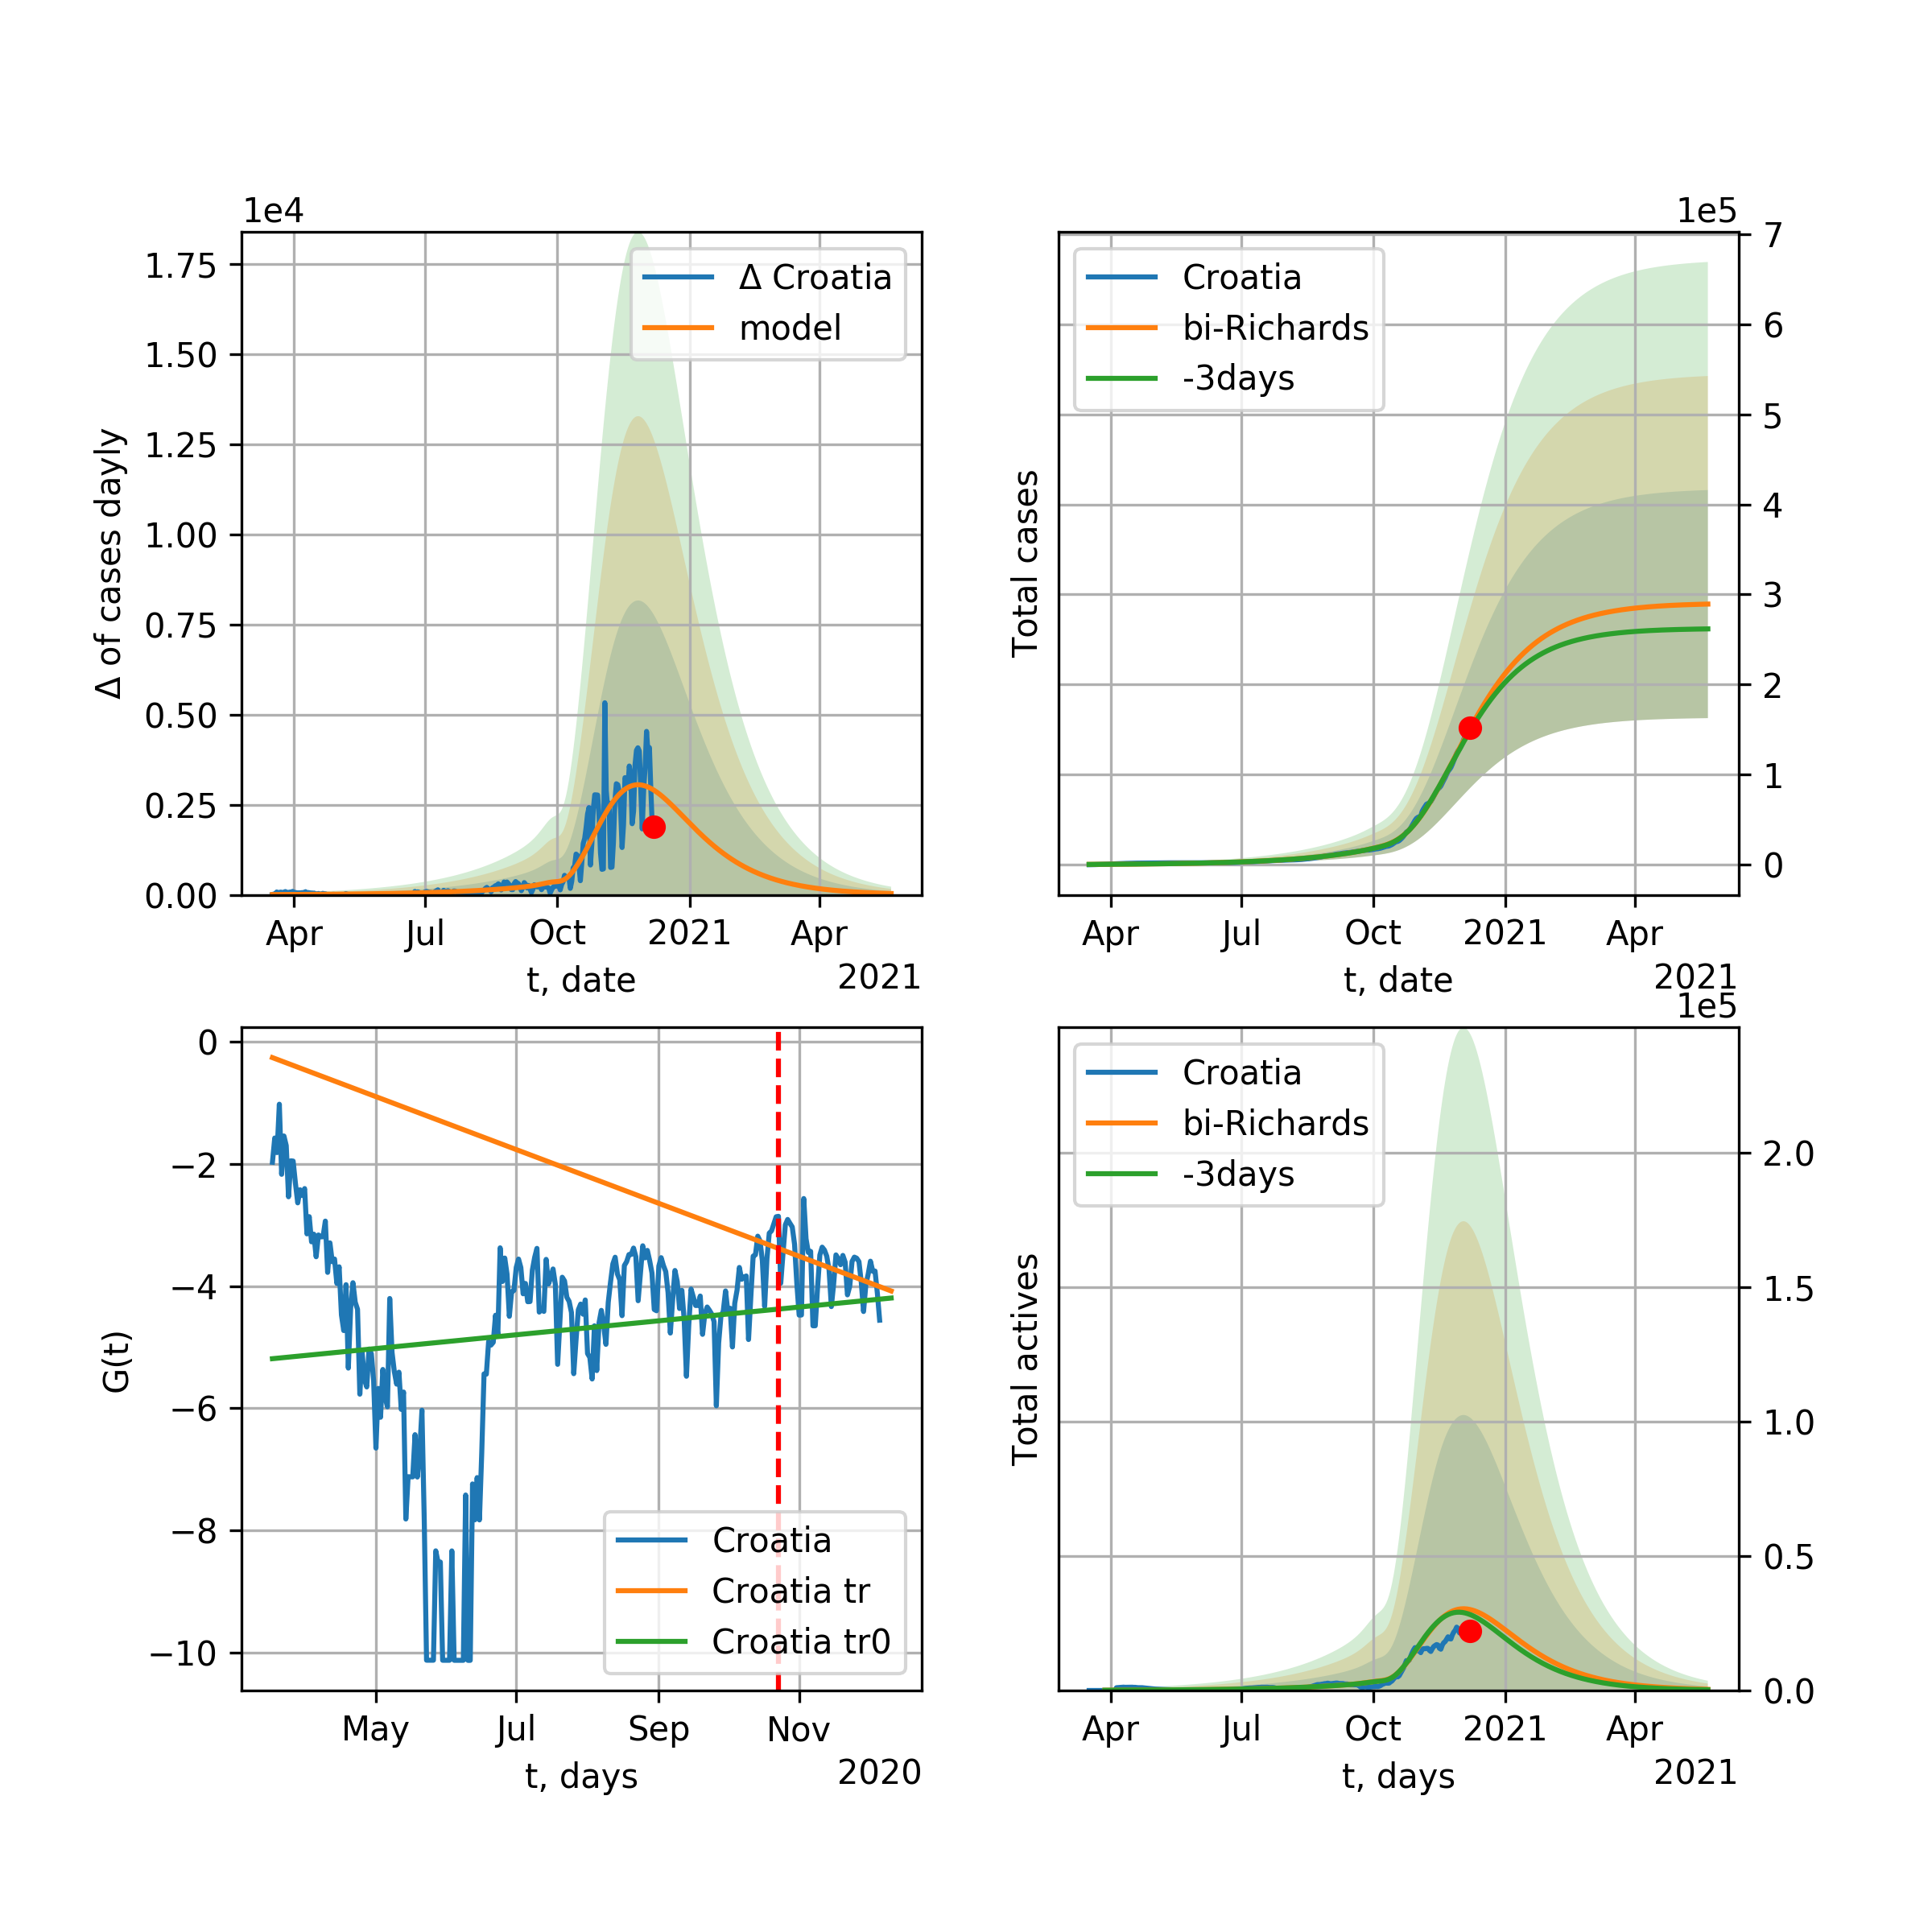 1e4
Δ of cases dayly
1.75
1.50
1.25
1.00
0.75
0.50
0.25
0.00
Δ Croatia
model
Apr
Jul
Oct
2021
Apr
t, date
2021
1e5
Total cases
Croatia
bi-Richards
-3days
7
6
5
4
3
2
1
0
Apr
Jul
Oct
2021
Apr
t, date
2021
G(t)
0
−2
−4
−6
−8
−10
Croatia
Croatia tr
Croatia tr0
May
Jul
Sep
Nov
t, days
2020
1e5
Total actives
Croatia
bi-Richards
-3days
2.0
1.5
1.0
0.5
0.0
Apr
Jul
Oct
2021
Apr
t, days
2021